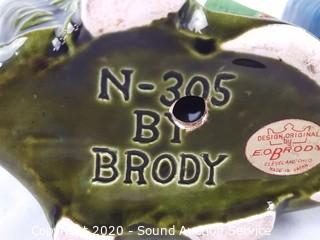 N-305
BY
BRODY
DESIGN ORIGINAL
by
E.O. BRODY
CLEVELAND OHIO
MADE IN JAPAN
Copyright 2020 - Sound Auction Service